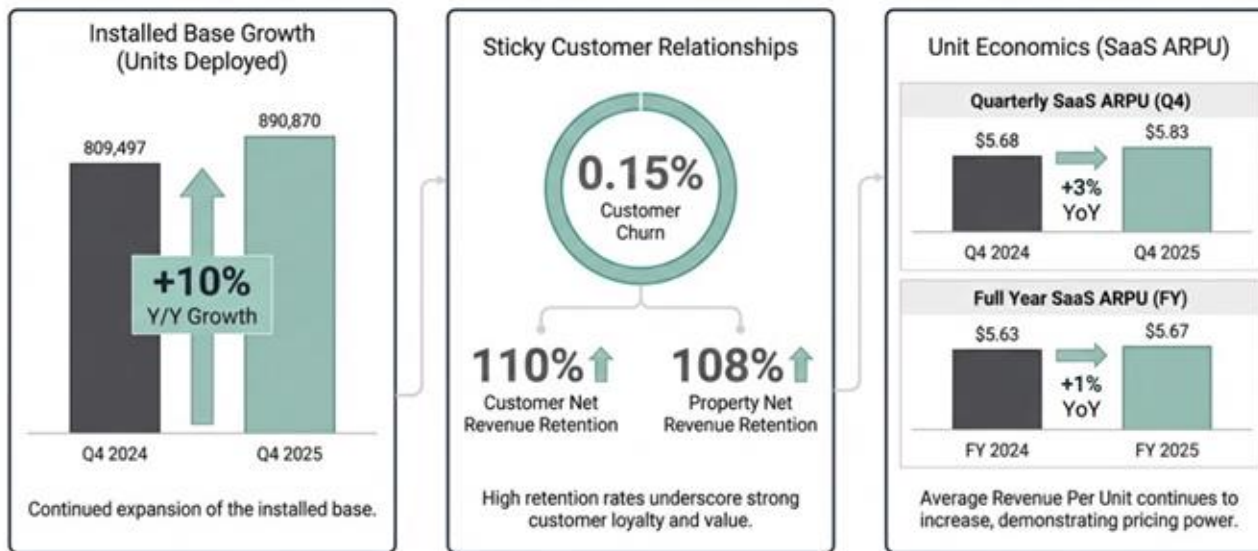 Installed Base Growth
(Units Deployed)
809,497
890,870
+10%
Y/Y Growth
Q4 2024
Q4 2025
Continued expansion of the installed base.
Sticky Customer Relationships
0.15%
Customer
Churn
110%
Customer Net
Revenue Retention
108%
Property Net
Revenue Retention
High retention rates underscore strong
customer loyalty and value.
Unit Economics (SaaS ARPU)
Quarterly SaaS ARPU (Q4)
$5.68
$5.83
+3%
YoY
Q4 2024
Q4 2025
Full Year SaaS ARPU (FY)
$5.63
$5.67
+1%
YoY
FY 2024
FY 2025
Average Revenue Per Unit continues to
increase, demonstrating pricing power.